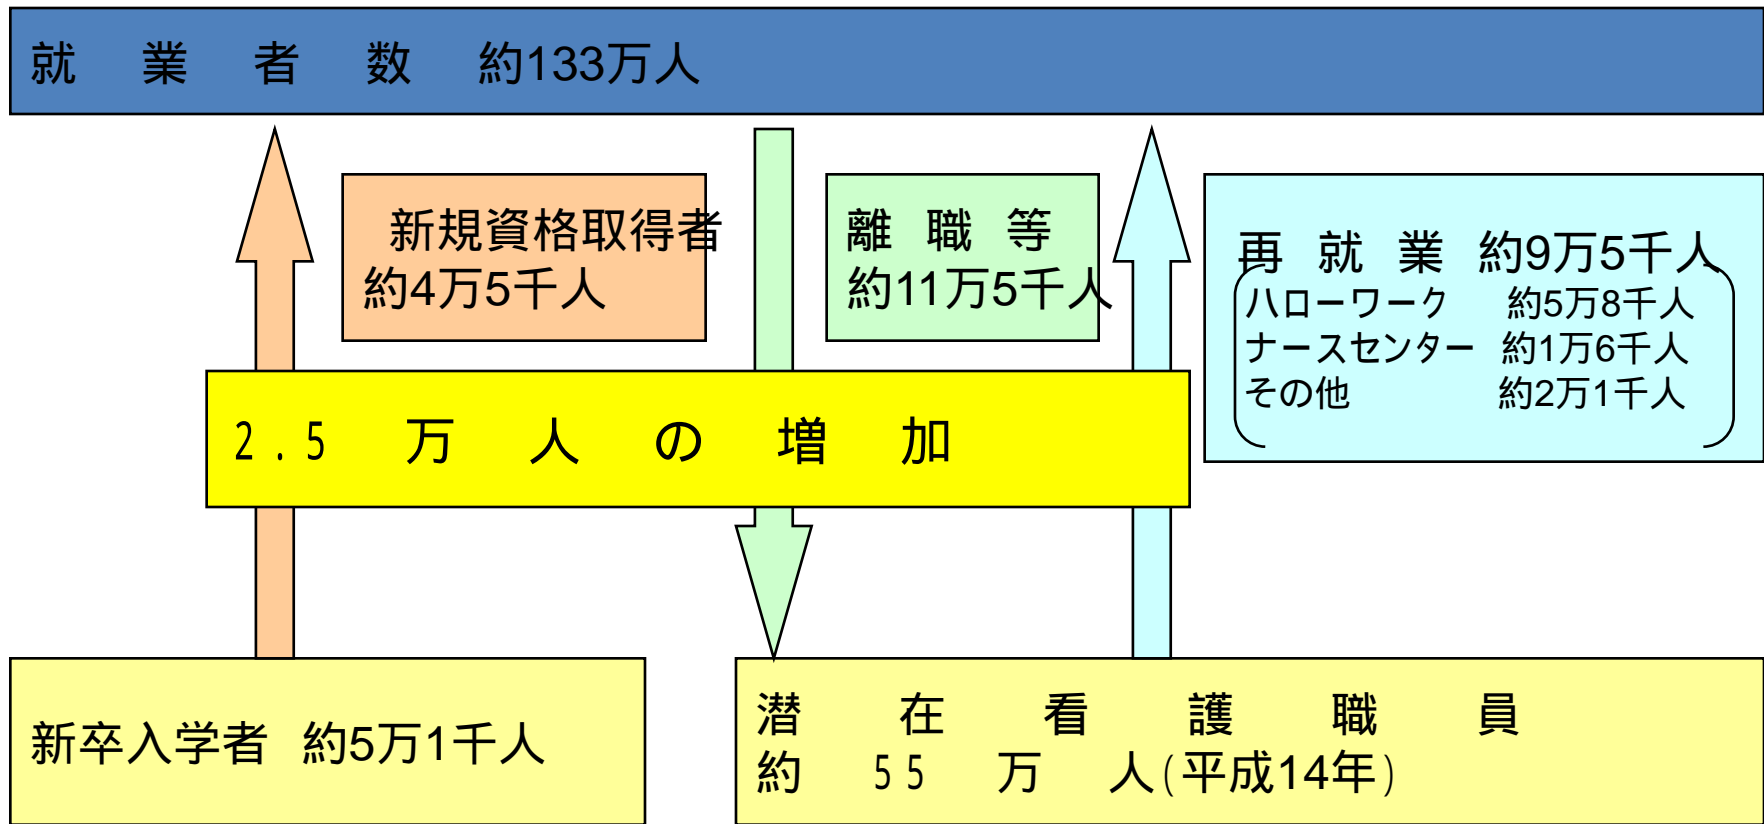 就業者数 約133万人
新規資格取得者
約4万5千人
離職等
約11万5千人
再就業 約9万5千人
ハローワーク 約5万8千人
ナースセンター 約1万6千人
その他 約2万1千人
2.5万人の増加
新卒入学者 約5万1千人
潜在看護職員
約55万人(平成14年)